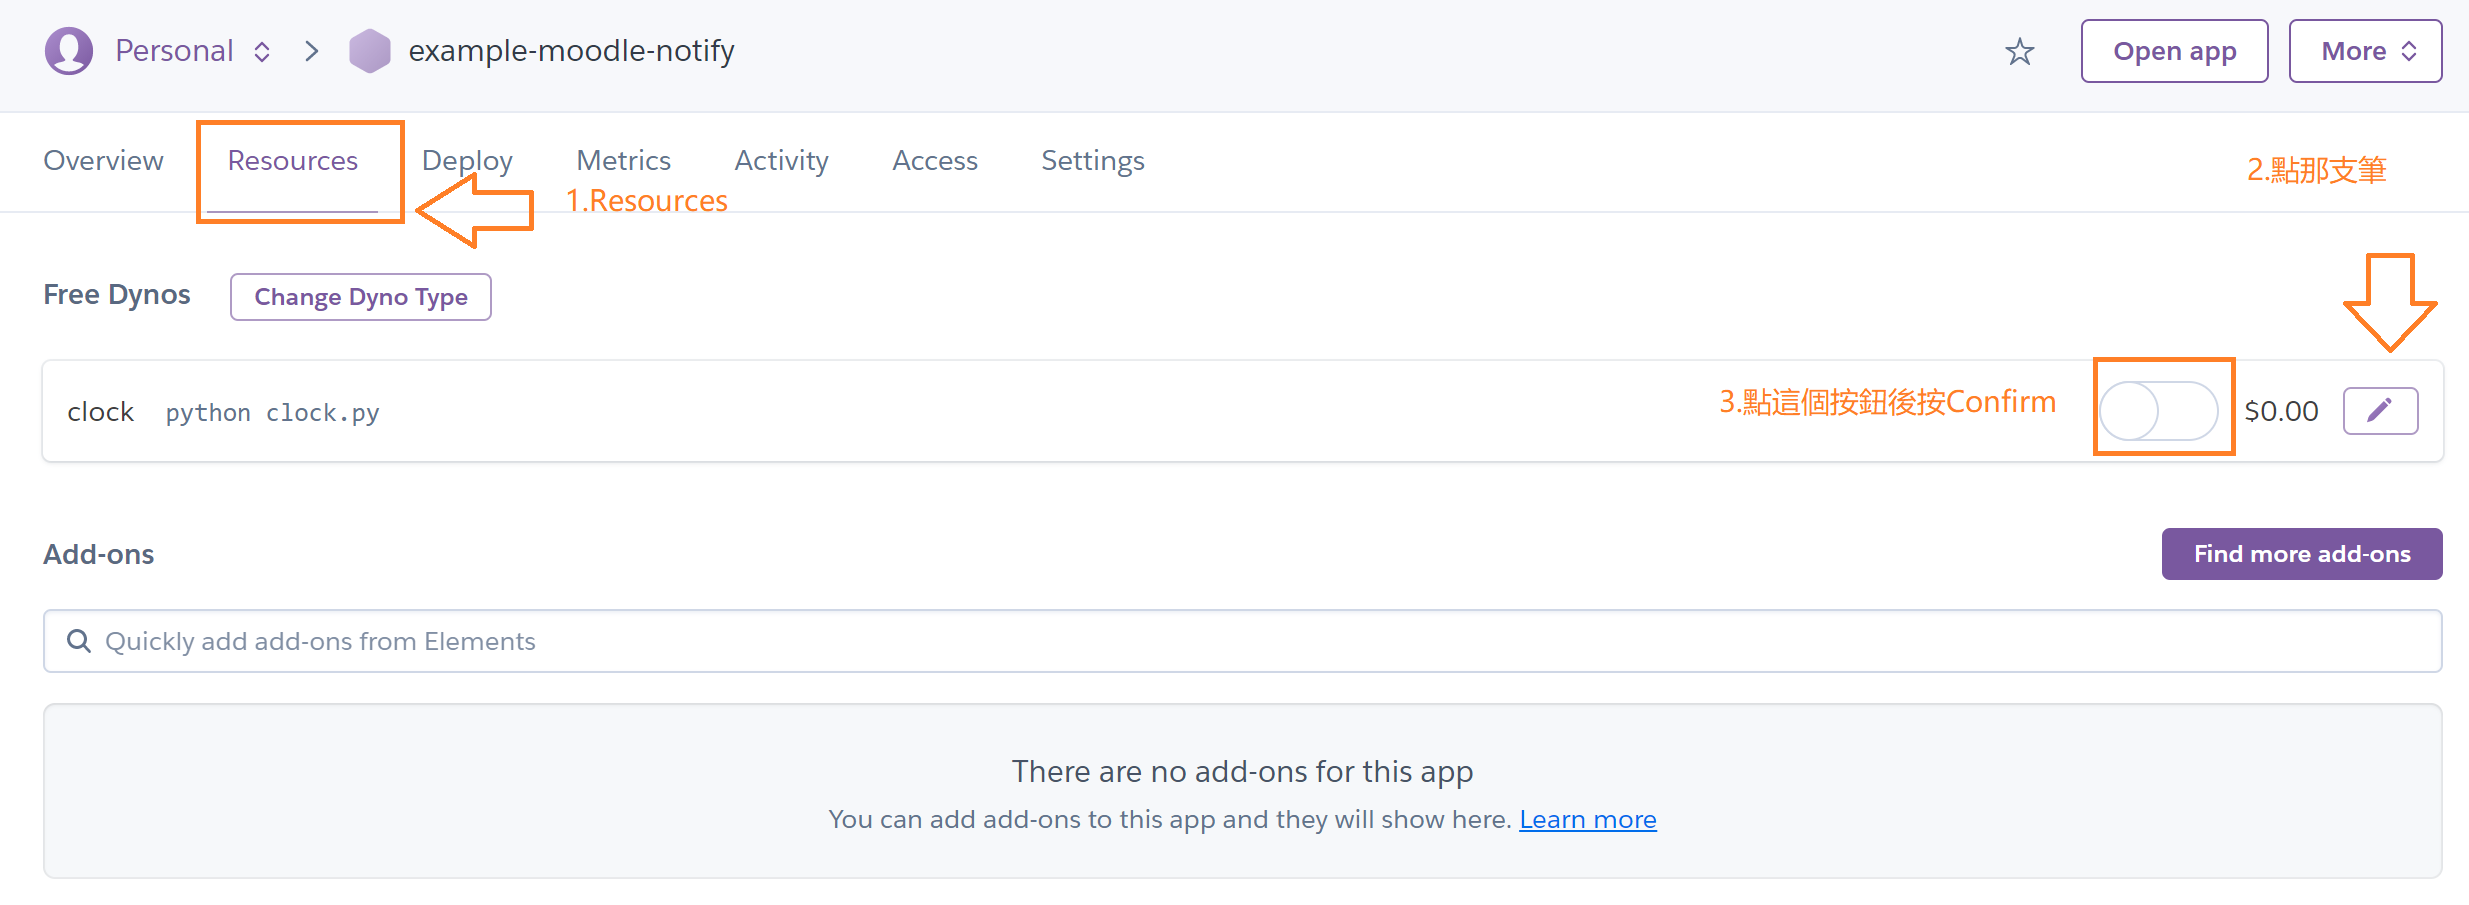 Personal
example-moodle-notify
Open app
More
Overview
Resources
Deploy
Metrics
Activity
Access
Settings
2.點那支筆
1.Resources
Free Dynos
Change Dyno Type
clock python clock.py
3.點這個按鈕後按Confirm
$0.00
Add-ons
Find more add-ons
Quickly add add-ons from Elements
There are no add-ons for this app
You can add add-ons to this app and they will show here. Learn more